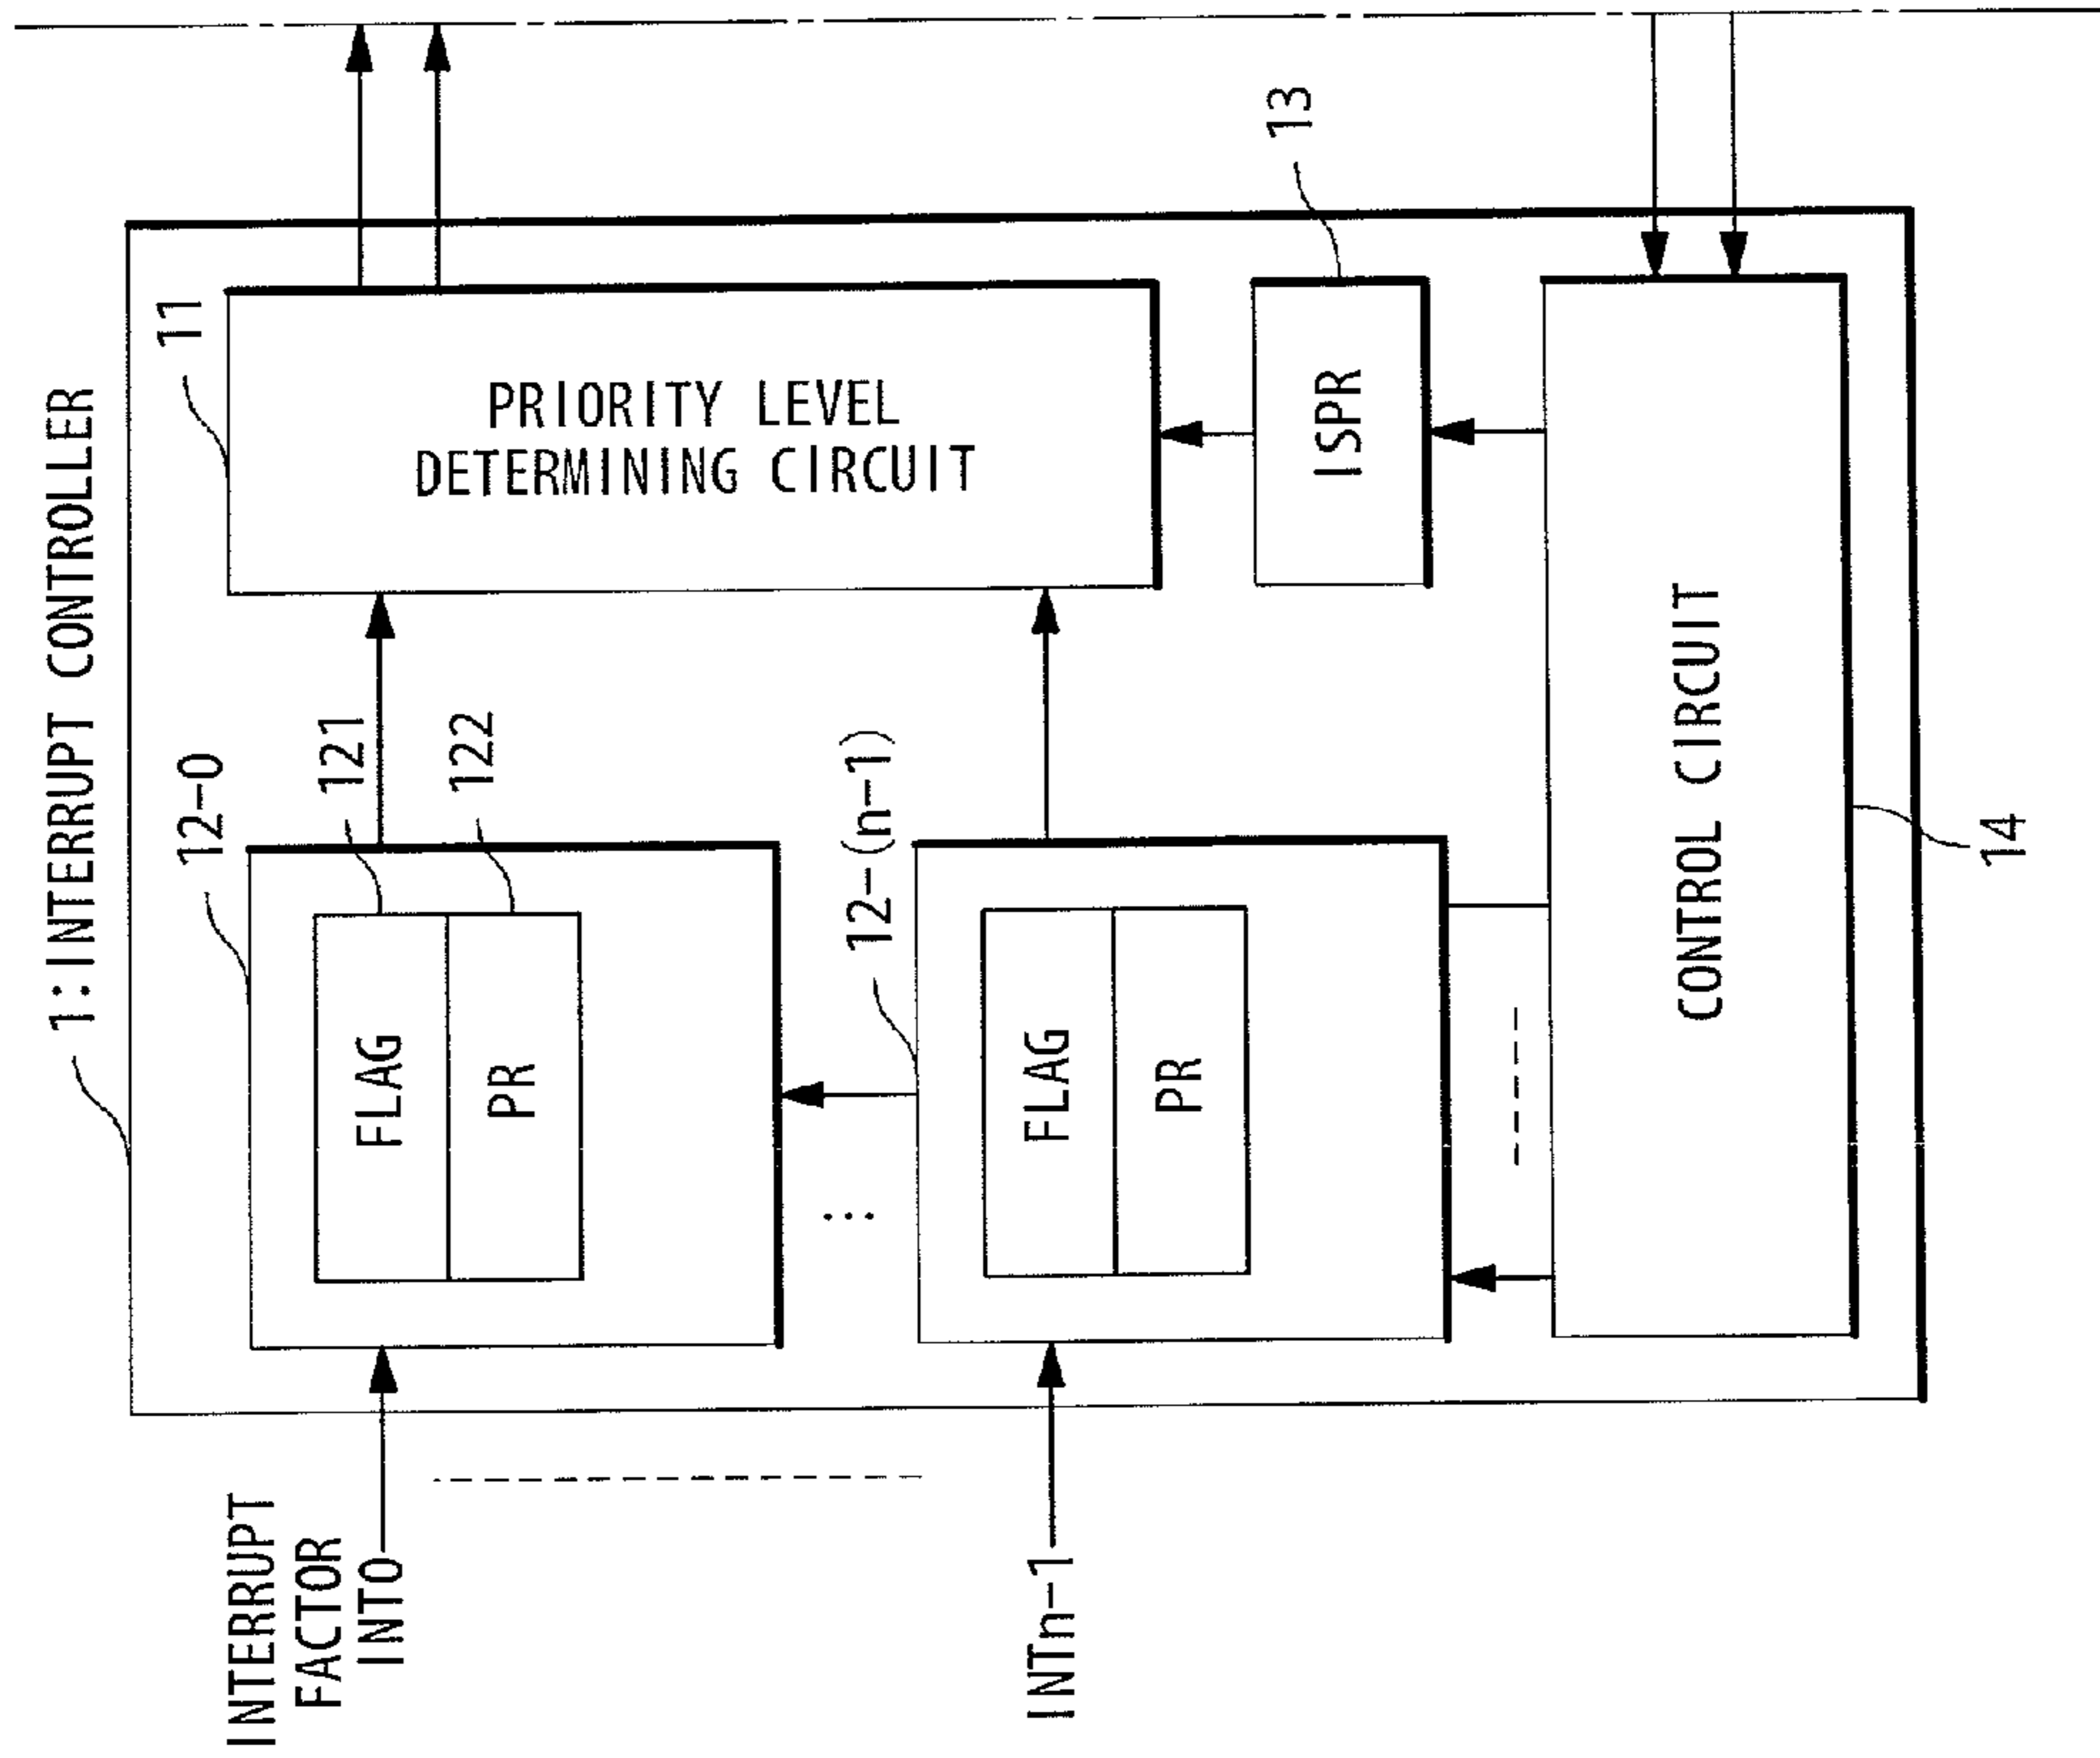 1:INTERRUPT CONTROLLER
11
12-0
121
122
PRIORITY LEVEL
DETERMINING CIRCUIT
INTERRUPT
FACTOR
INT0
FLAG
PR
12-(n-1)
13
ISPR
INTn-1
FLAG
PR
CONTROL CIRCUIT
14